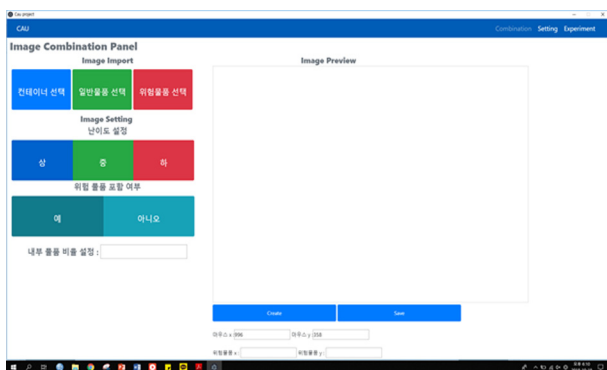 Cau project
CAU
Combination Setting Experiment
Image Combination Panel
Image Import
컨테이너 선택 일반물품 선택 위험물품 선택
Image Setting
난이도 설정
상 중 하
위험 물품 포함 여부
예 아니오
내부 물품 비율 설정 :
Image Preview
Create Save
마우스 x: 996 마우스 y: 358
위험물품 x: 위험물품 y: